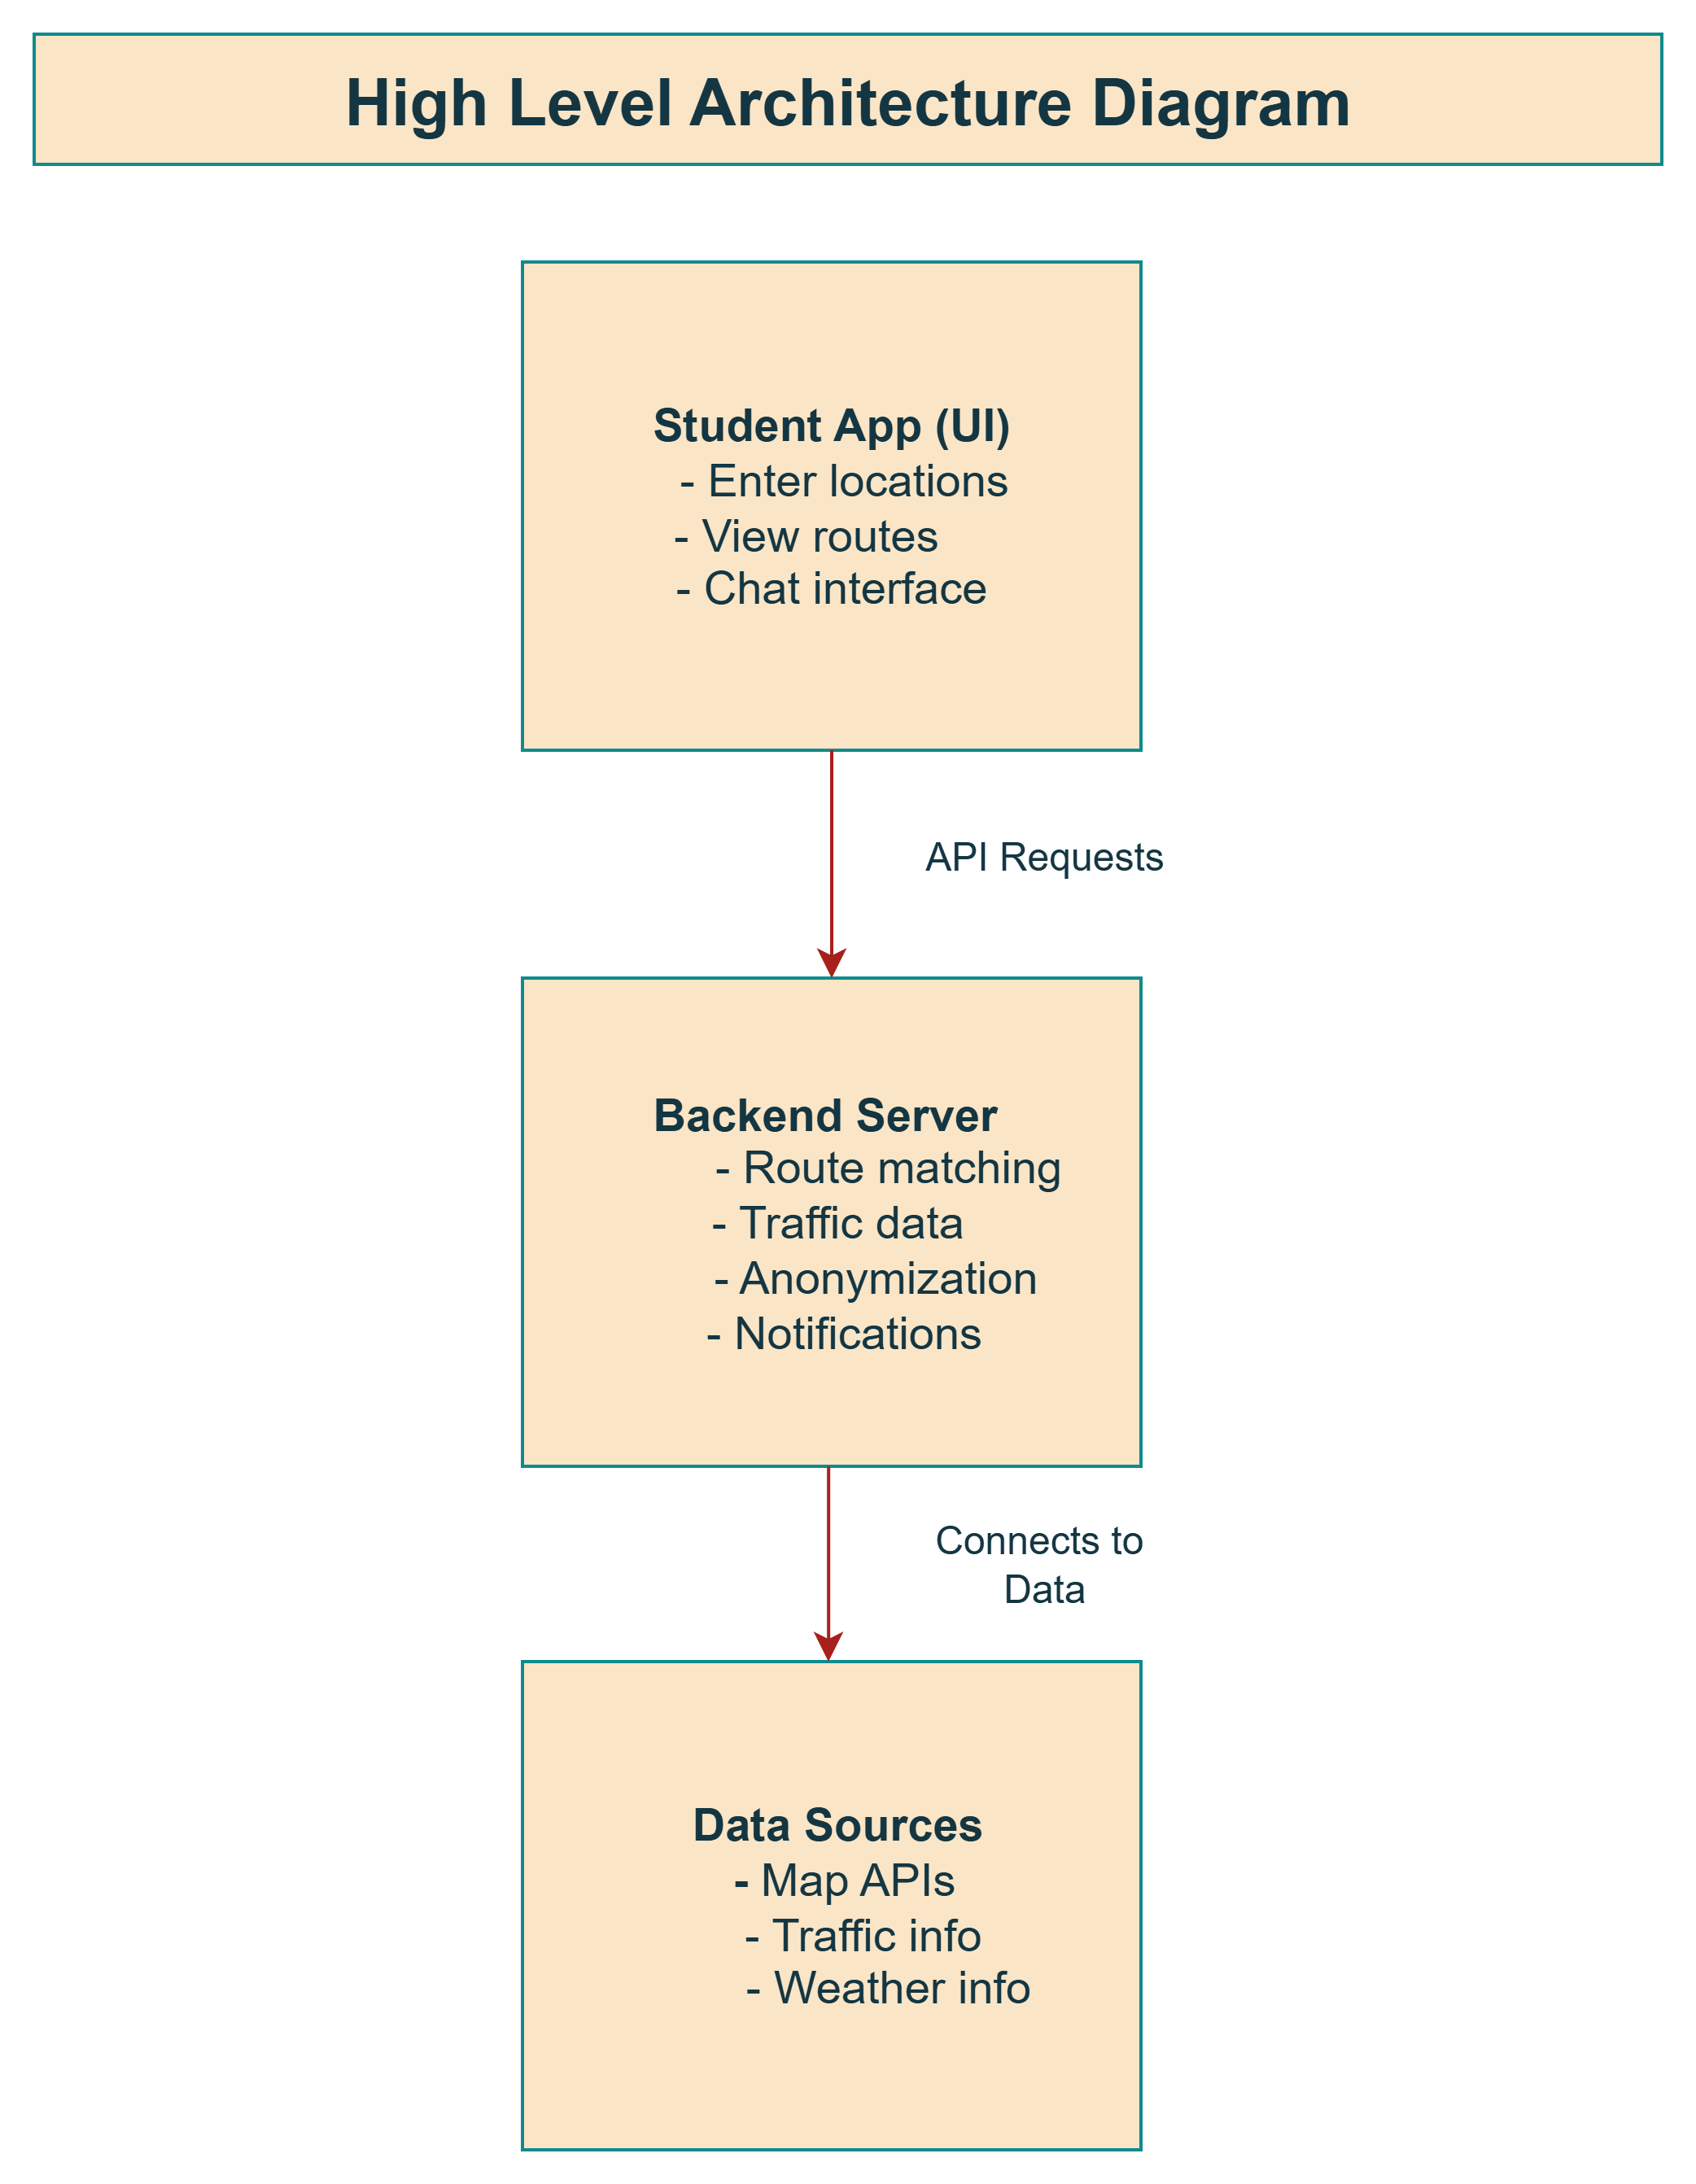 High Level Architecture Diagram
Student App (UI)
- Enter locations
- View routes
- Chat interface
API Requests
Backend Server
- Route matching
- Traffic data
- Anonymization
- Notifications
Connects to
Data
Data Sources
- Map APIs
- Traffic info
- Weather info